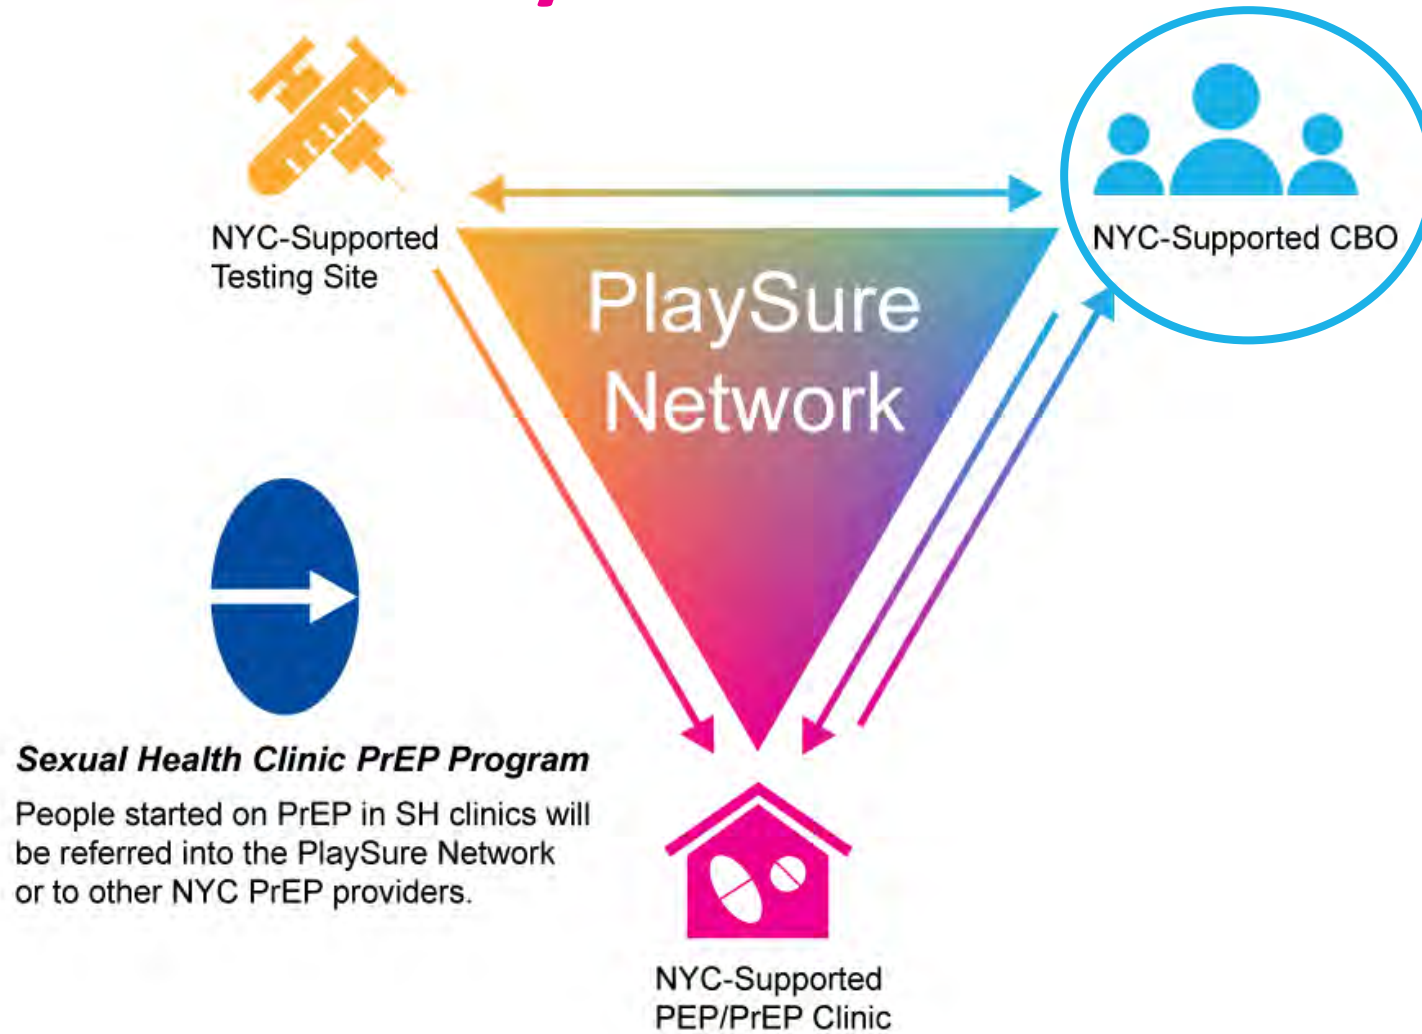 NYC-Supported
Testing Site
NYC-Supported CBO
PlaySure
Network
Sexual Health Clinic PrEP Program
People started on PrEP in SH clinics will
be referred into the PlaySure Network
or to other NYC PrEP providers.
NYC-Supported
PEP/PrEP Clinic